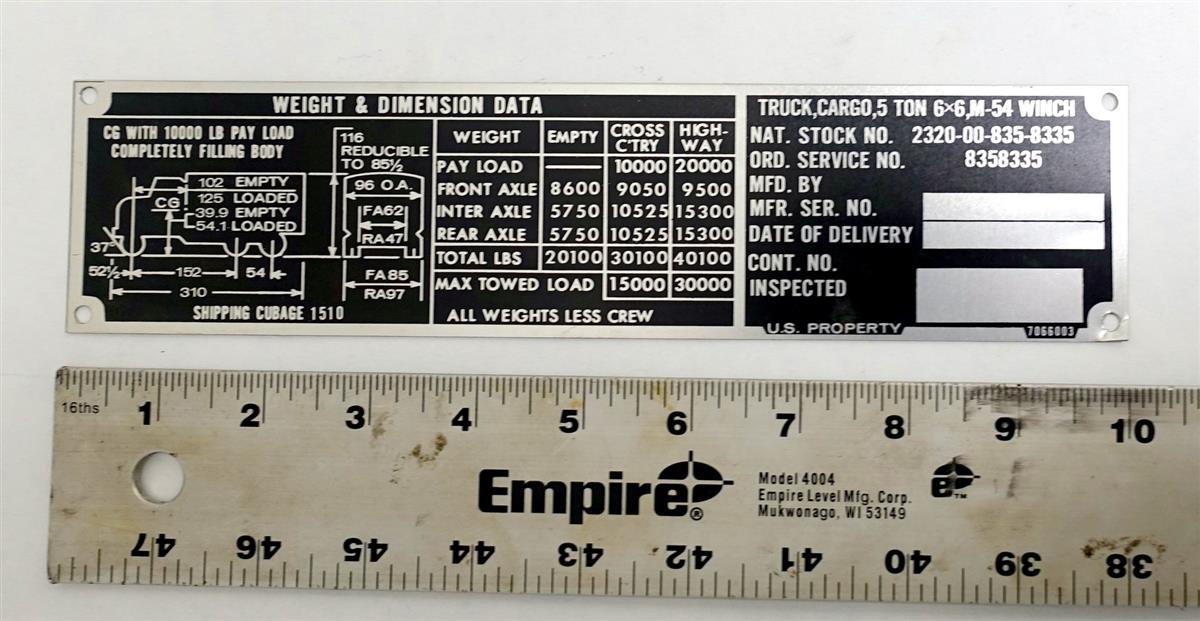 WEIGHT & DIMENSION DATA
CG WITH 10000 LB PAY LOAD
COMPLETELY FILLING BODY
116
REDUCIBLE
TO 85½
102 EMPTY
125 LOADED
CG
39.9 EMPTY
54.1 LOADED
37°
52½
152
54
310
96 O.A.
FA62
RA47
FA85
RA97
SHIPPING CUBAGE 1510
WEIGHT EMPTY CROSS C'TRY HIGH-WAY
PAY LOAD — 10000 20000
FRONT AXLE 8600 9050 9500
INTER AXLE 5750 10525 15300
REAR AXLE 5750 10525 15300
TOTAL LBS 20100 30100 40100
MAX TOWED LOAD 15000 30000
ALL WEIGHTS LESS CREW
TRUCK,CARGO,5 TON 6×6,M-54 WINCH
NAT. STOCK NO. 2320-00-835-8335
ORD. SERVICE NO. 8358335
MFD. BY
MFR. SER. NO.
DATE OF DELIVERY
CONT. NO.
INSPECTED
U.S. PROPERTY 7066003
16ths 1 2 3 4 5 6 7 8 9 10
Empire®
Model 4004
Empire Level Mfg. Corp.
Mukwonago, WI 53149
e™
47 46 45 44 43 42 41 40 39 38